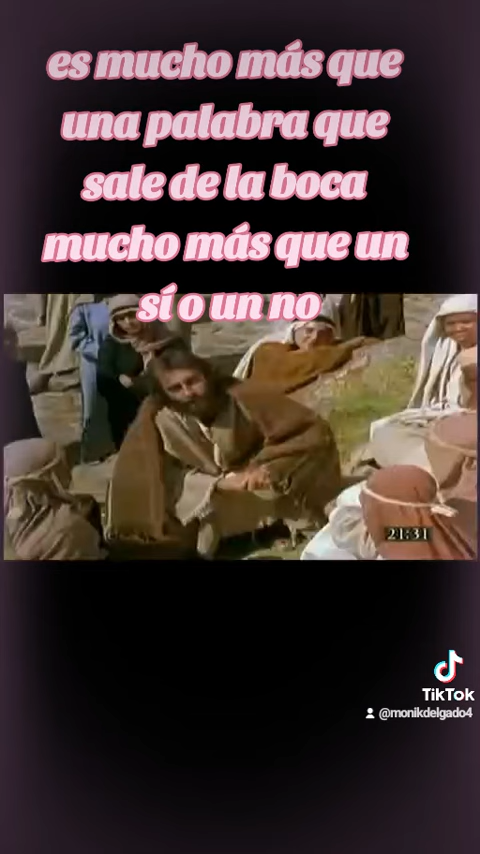 es mucho más que
una palabra que
sale de la boca
mucho más que un
sí o un no
21:31
TikTok
@monikdelgado4